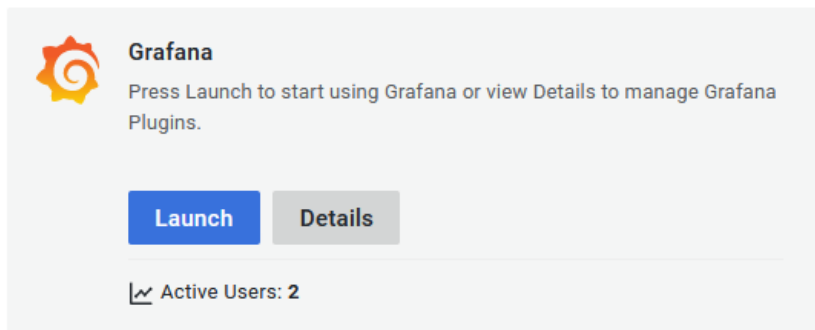 Grafana
Press Launch to start using Grafana or view Details to manage Grafana
Plugins.
Launch
Details
Active Users: 2